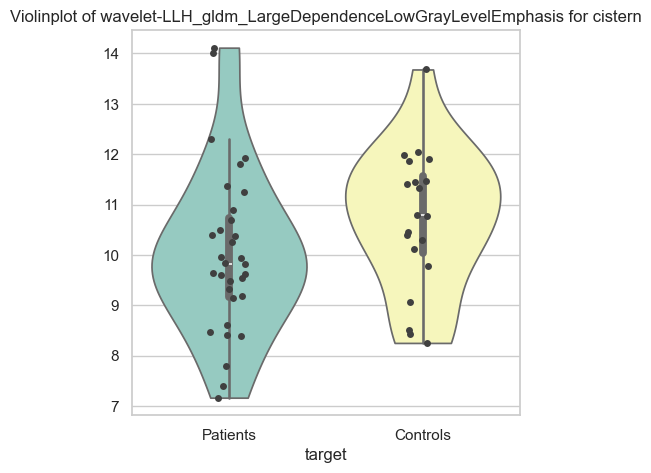 Violinplot of wavelet-LLH_gldm_LargeDependenceLowGrayLevelEmphasis for cistern
14
13
12
11
10
9
8
7
Patients
Controls
target